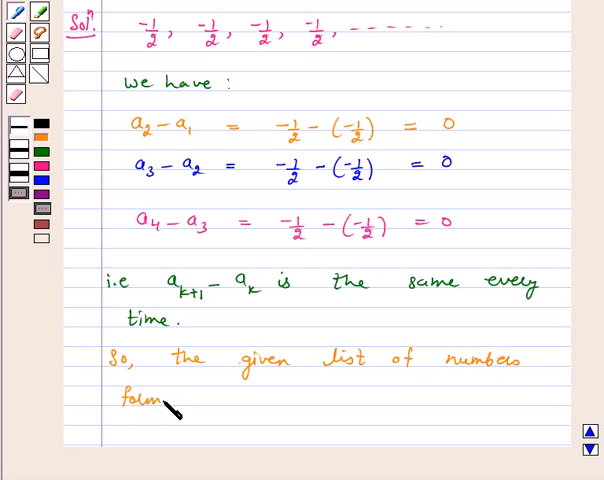 Solⁿ. -1/2, -1/2, -1/2, -1/2, --------
we have :
a₂ - a₁ = -1/2 - (-1/2) = 0
a₃ - a₂ = -1/2 - (-1/2) = 0
a₄ - a₃ = -1/2 - (-1/2) = 0
i.e aₖ₊₁ - aₖ is the same every
time.
So, the given list of numbers
form